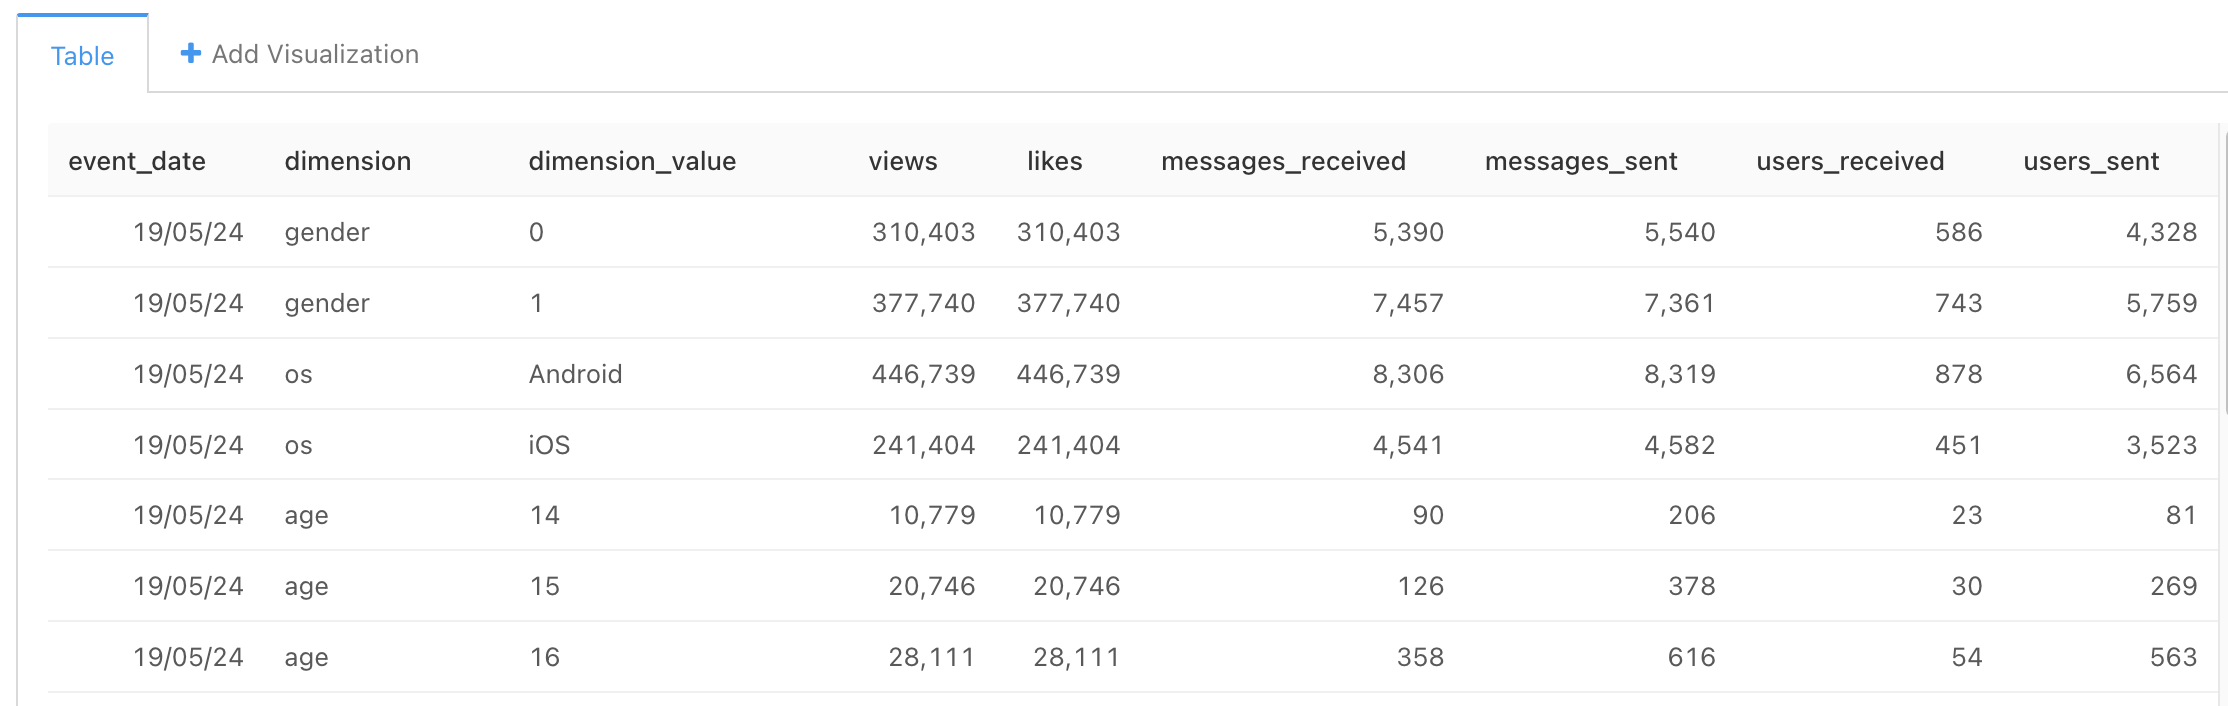 Table
+ Add Visualization
event_date dimension dimension_value views likes messages_received messages_sent users_received users_sent
19/05/24 gender 0 310,403 310,403 5,390 5,540 586 4,328
19/05/24 gender 1 377,740 377,740 7,457 7,361 743 5,759
19/05/24 os Android 446,739 446,739 8,306 8,319 878 6,564
19/05/24 os iOS 241,404 241,404 4,541 4,582 451 3,523
19/05/24 age 14 10,779 10,779 90 206 23 81
19/05/24 age 15 20,746 20,746 126 378 30 269
19/05/24 age 16 28,111 28,111 358 616 54 563